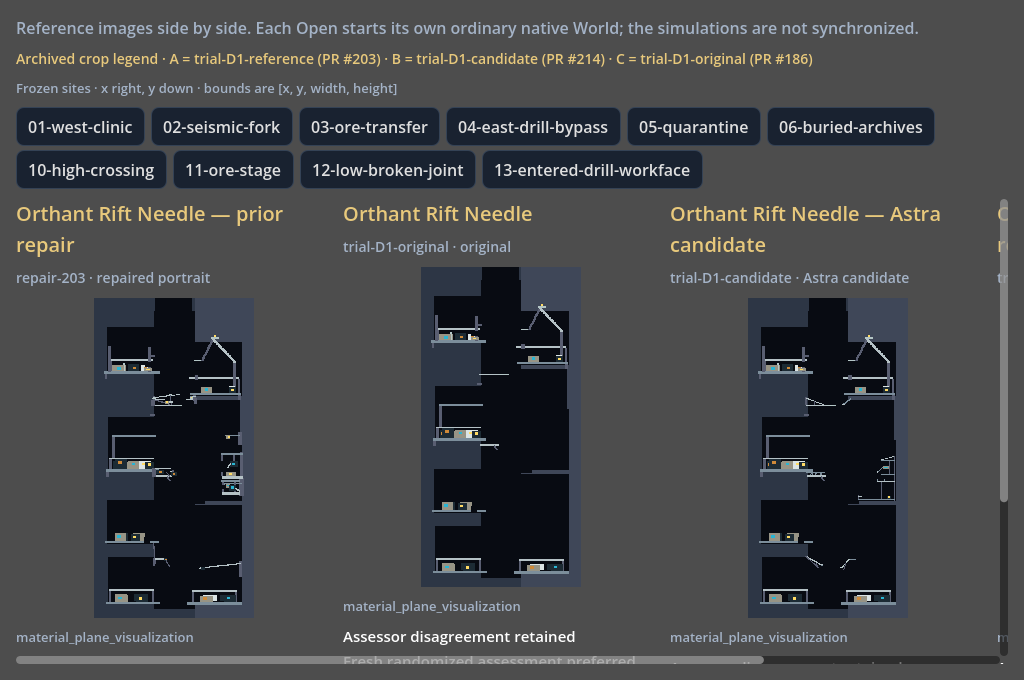 Reference images side by side. Each Open starts its own ordinary native World; the simulations are not synchronized.
Archived crop legend · A = trial-D1-reference (PR #203) · B = trial-D1-candidate (PR #214) · C = trial-D1-original (PR #186)
Frozen sites · x right, y down · bounds are [x, y, width, height]
01-west-clinic
02-seismic-fork
03-ore-transfer
04-east-drill-bypass
05-quarantine
06-buried-archives
10-high-crossing
11-ore-stage
12-low-broken-joint
13-entered-drill-workface
Orthant Rift Needle — prior
repair
repair-203 · repaired portrait
material_plane_visualization
Orthant Rift Needle
trial-D1-original · original
material_plane_visualization
Assessor disagreement retained
Fresh randomized assessment preferred
Orthant Rift Needle — Astra
candidate
trial-D1-candidate · Astra candidate
material_plane_visualization